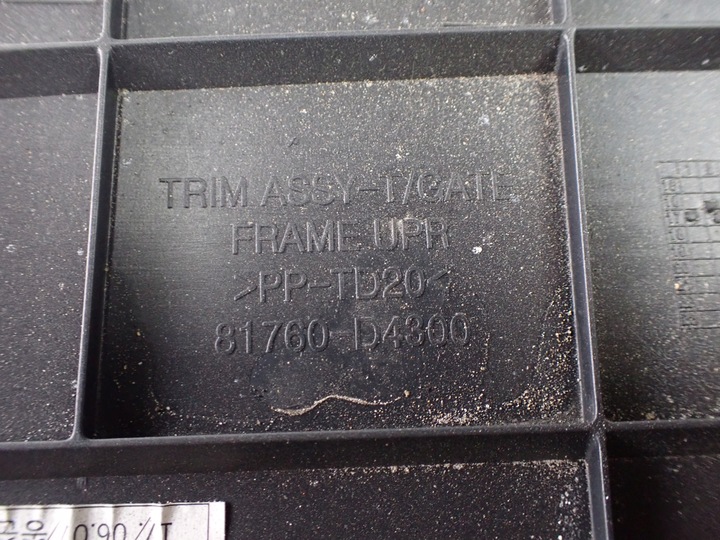 TRIM ASSY-T/GATE
FRAME UPR
>PP-TD20<
81760-D4300